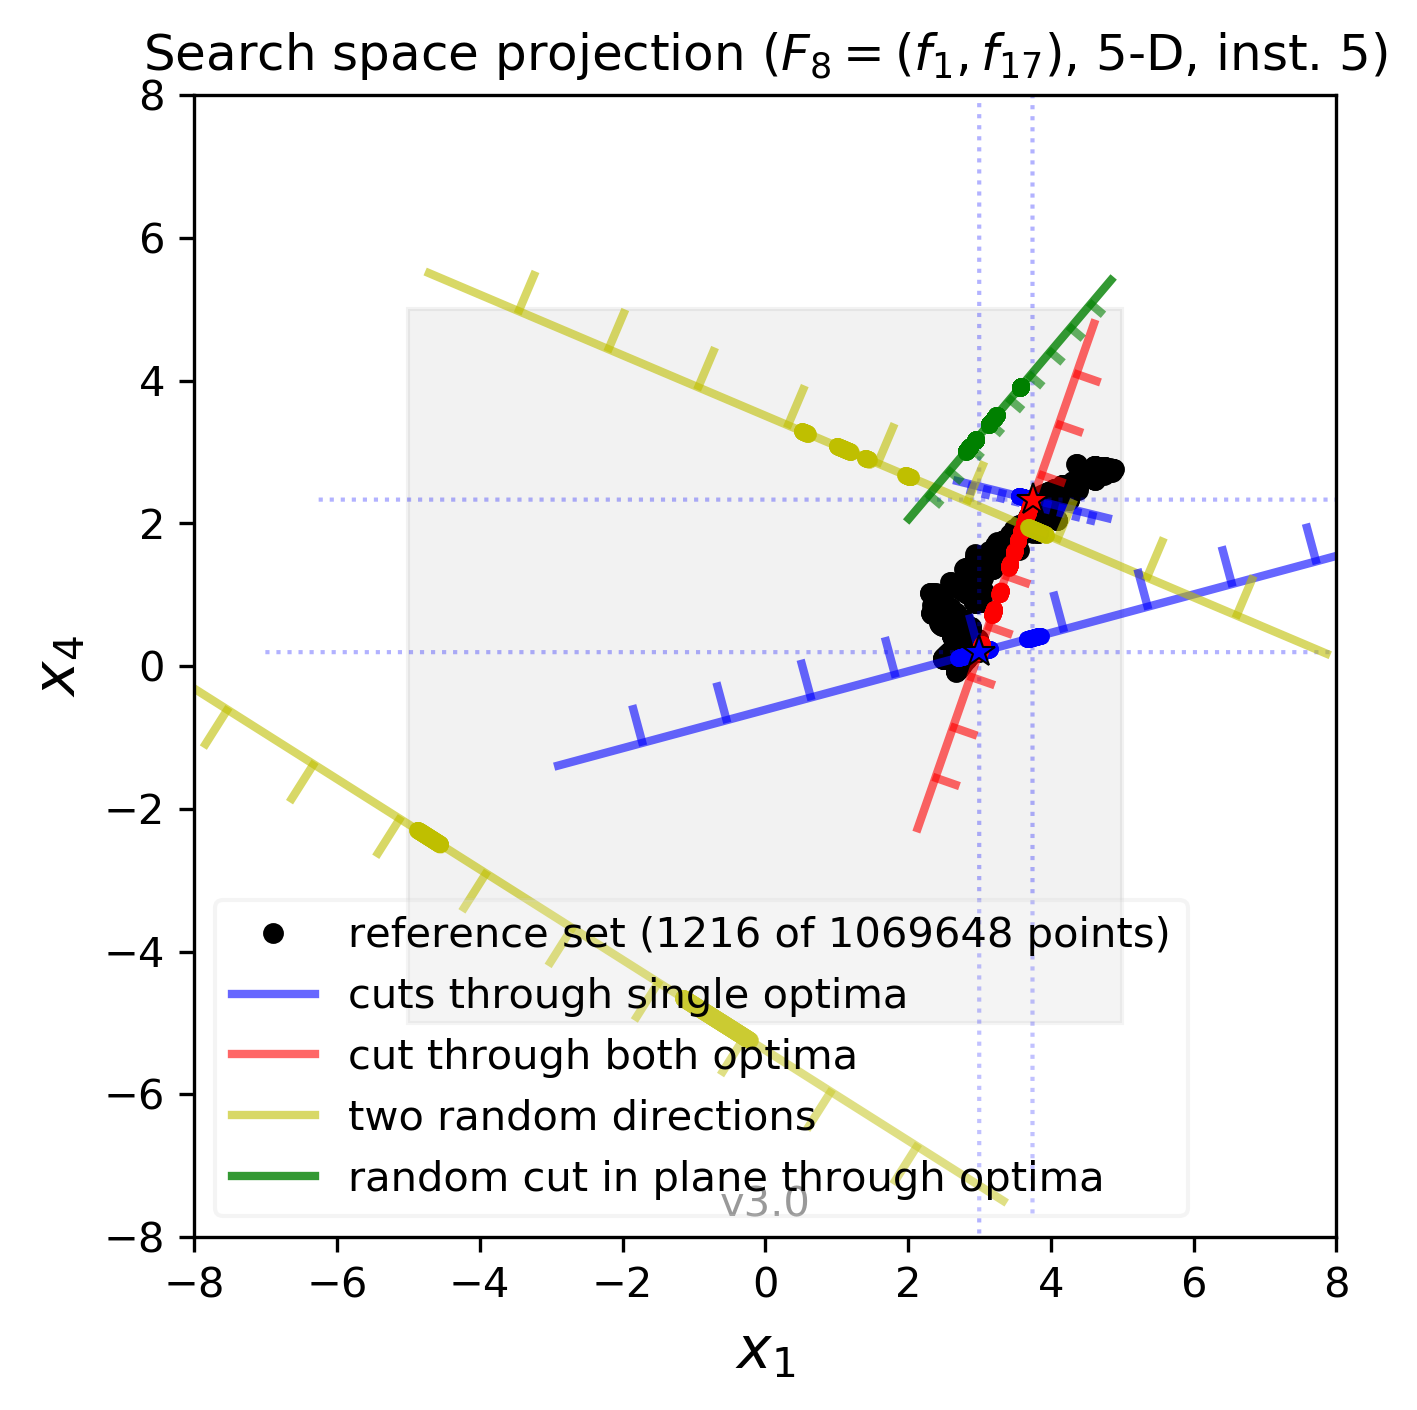 Search space projection (F8 = (f1, f17), 5-D, inst. 5)
8
6
4
2
0
−2
−4
−6
−8
x4
reference set (1216 of 1069648 points)
cuts through single optima
cut through both optima
two random directions
random cut in plane through optima
v3.0
−8 −6 −4 −2 0 2 4 6 8
x1